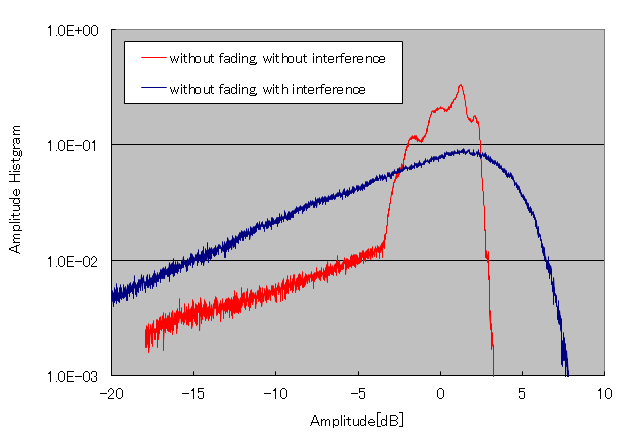 1.0E+00
without fading, without interference
without fading, with interference
1.0E-01
1.0E-02
1.0E-03
Amplitude Histgram
-20 -15 -10 -5 0 5 10
Amplitude[dB]